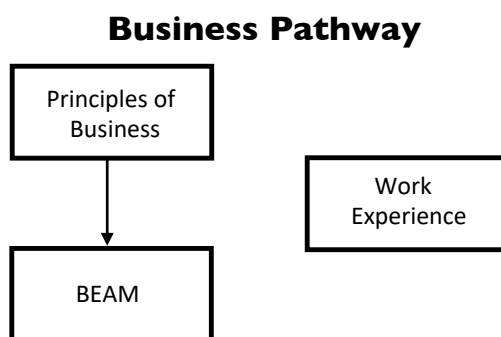 Business Pathway
Principles of
Business
Work
Experience
BEAM